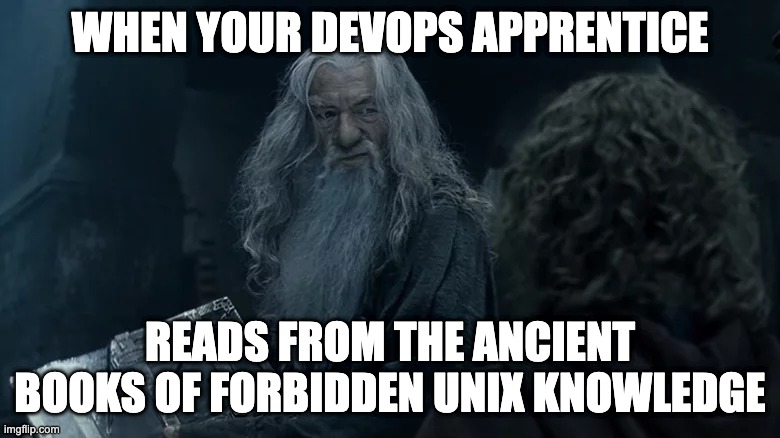 WHEN YOUR DEVOPS APPRENTICE
READS FROM THE ANCIENT
BOOKS OF FORBIDDEN UNIX KNOWLEDGE
imgflip.com